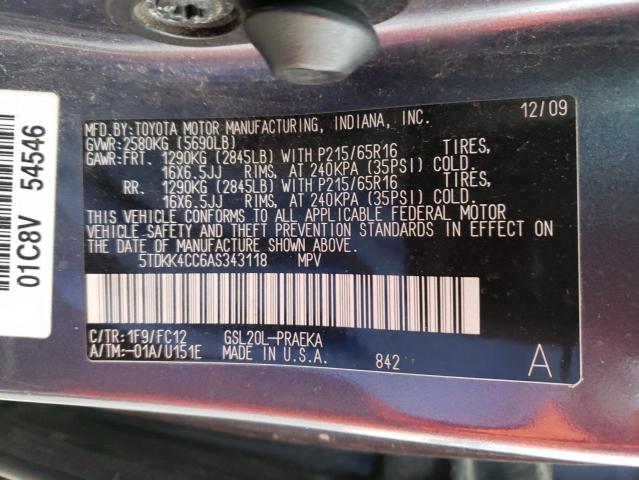 12/09
MFD.BY:TOYOTA MOTOR MANUFACTURING, INDIANA, INC.
GVWR:2580KG (5690LB)
GAWR:FRT. 1290KG (2845LB) WITH P215/65R16 TIRES,
16X6.5JJ RIMS, AT 240KPA (35PSI) COLD.
RR. 1290KG (2845LB) WITH P215/65R16 TIRES,
16X6.5JJ RIMS, AT 240KPA (35PSI) COLD.
THIS VEHICLE CONFORMS TO ALL APPLICABLE FEDERAL MOTOR
VEHICLE SAFETY AND THEFT PREVENTION STANDARDS IN EFFECT ON
THE DATE OF MANUFACTURE SHOWN ABOVE.
5TDKK4CC6AS343118 MPV
C/TR:1F9/FC12 GSL20L-PRAEKA
A/TM:-01A/U151E MADE IN U.S.A. 842
A
01C8V 54546